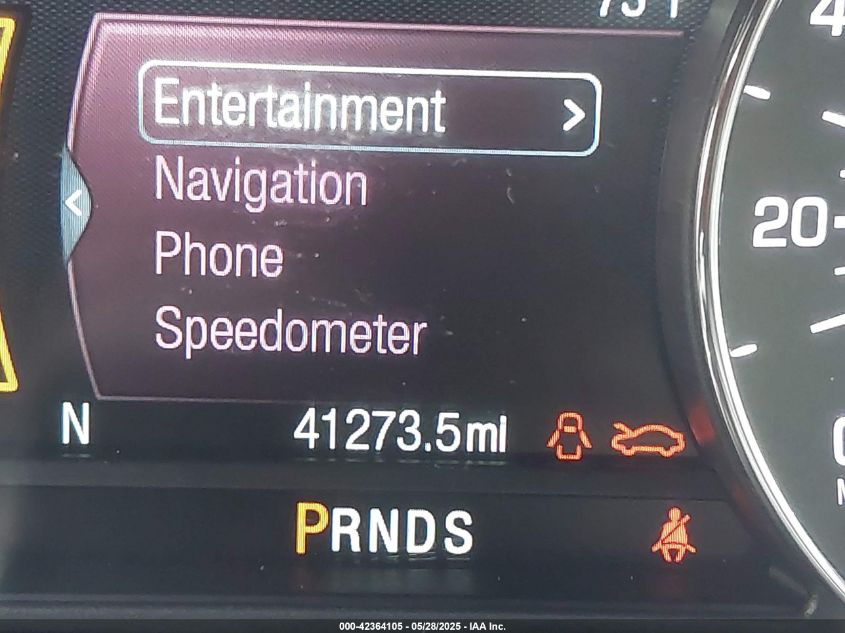 Entertainment >
<
Navigation
Phone
Speedometer
20
N 41273.5mi
PRNDS
000-42364105 - 05/28/2025 - IAA Inc.